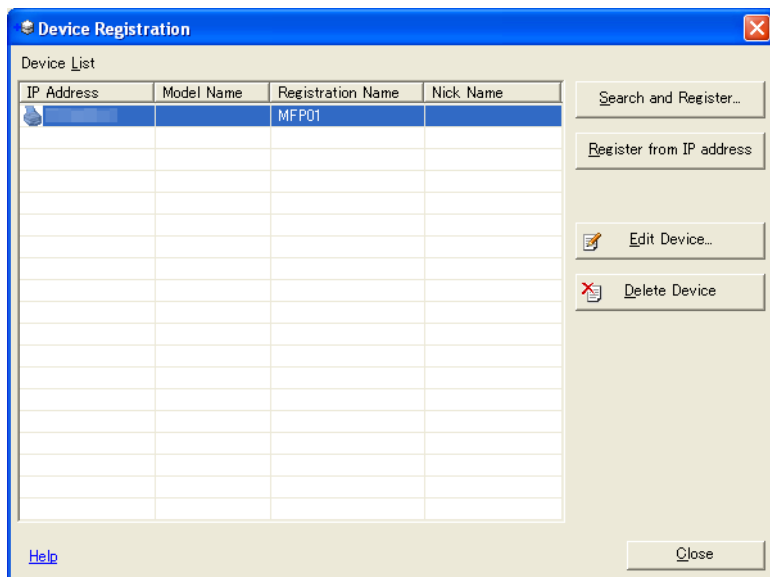 Device Registration
Device List
IP Address Model Name Registration Name Nick Name
MFP01
Search and Register...
Register from IP address
Edit Device...
Delete Device
Help
Close